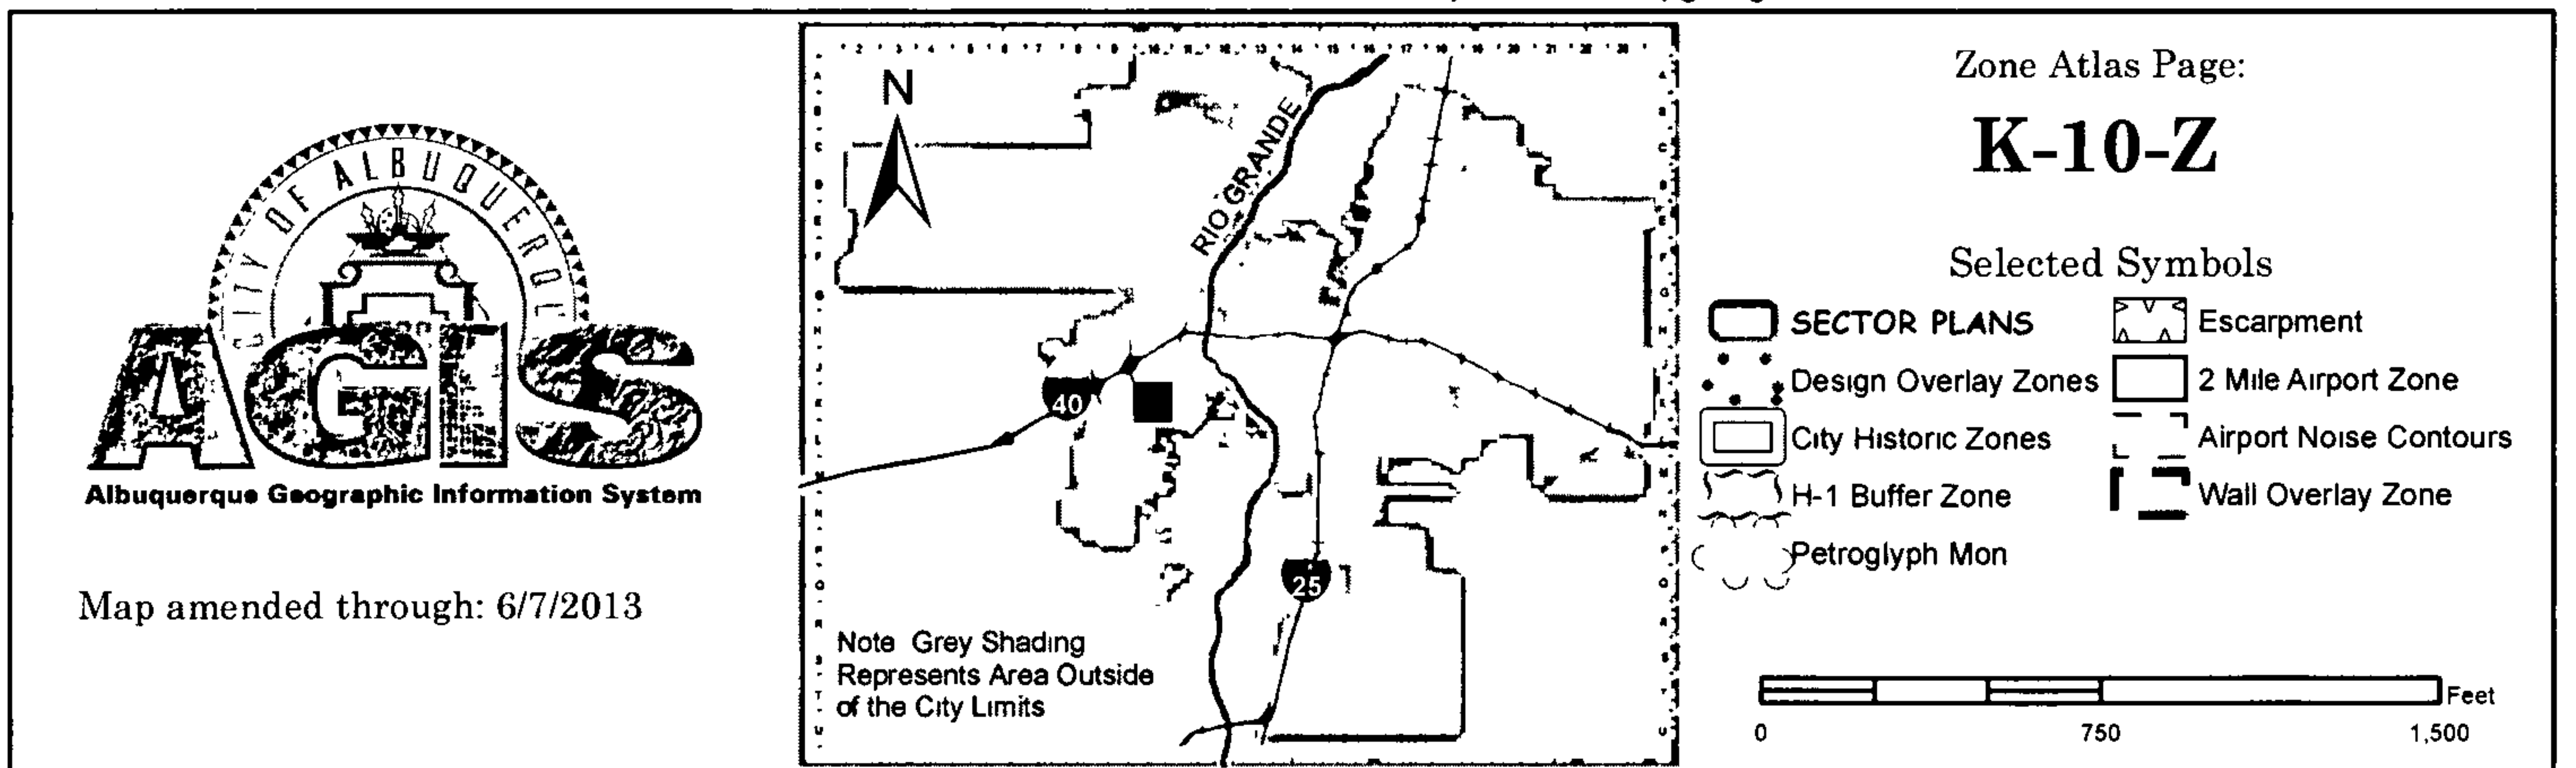 CITY OF ALBUQUERQUE
AGIS
Albuquerque Geographic Information System
Map amended through: 6/7/2013
N
RIO GRANDE
40
25
Note Grey Shading
Represents Area Outside
of the City Limits
Zone Atlas Page:
K-10-Z
Selected Symbols
SECTOR PLANS
Design Overlay Zones
City Historic Zones
H-1 Buffer Zone
Petroglyph Mon
Escarpment
2 Mile Airport Zone
Airport Noise Contours
Wall Overlay Zone
Feet
0 750 1,500